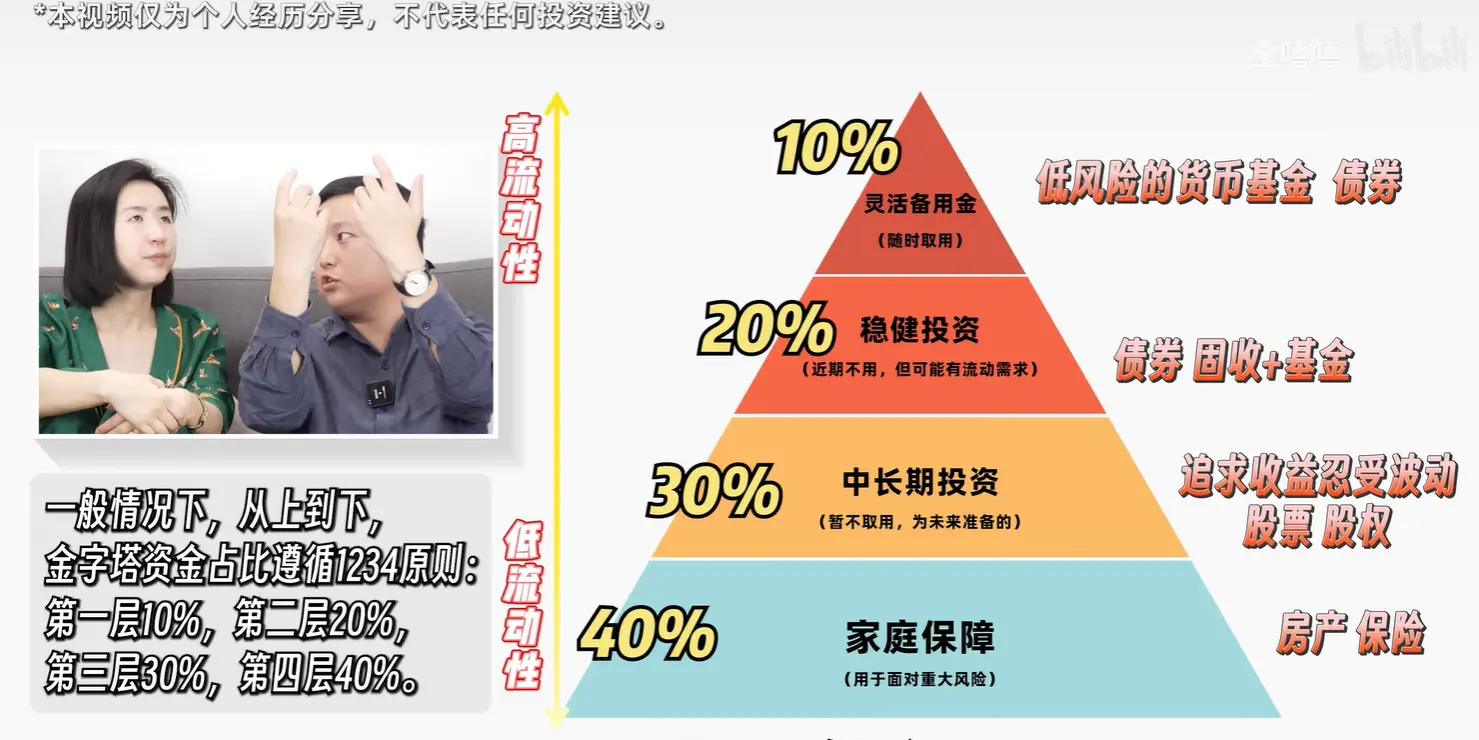 *本视频仅为个人经历分享，不代表任何投资建议。
bilibili
高流动性
低流动性
10%
灵活备用金
（随时取用）
低风险的货币基金 债券
20%
稳健投资
（近期不用，但可能有流动需求）
债券 固收+基金
30%
中长期投资
（暂不取用，为未来准备的）
追求收益忍受波动
股票 股权
40%
家庭保障
（用于面对重大风险）
房产 保险
一般情况下，从上到下，
金字塔资金占比遵循1234原则：
第一层10%，第二层20%，
第三层30%，第四层40%。